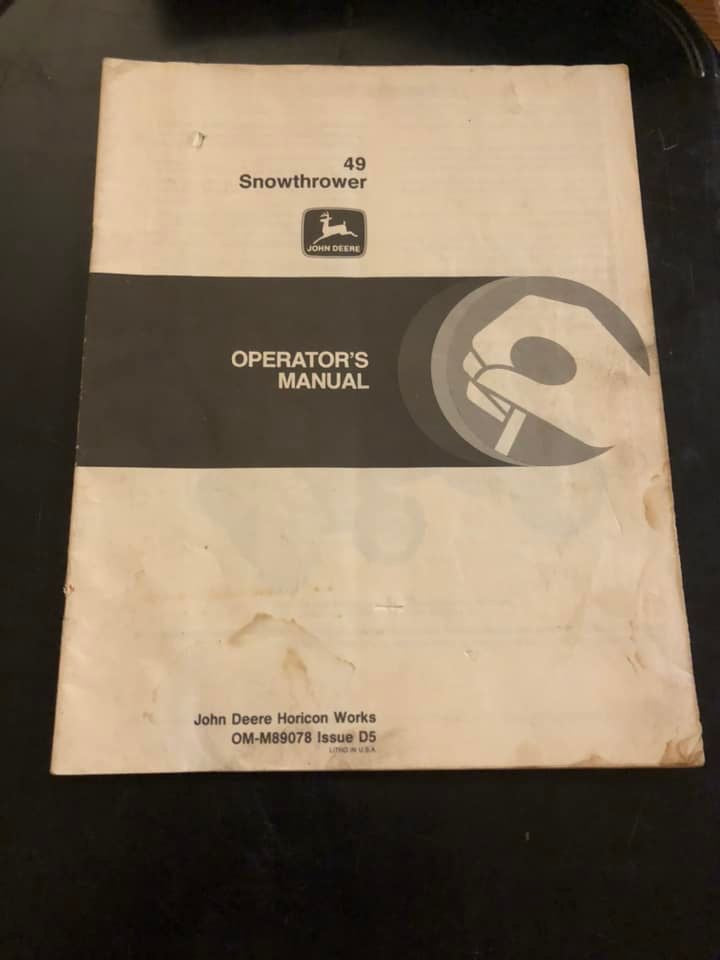 49
Snowthrower
JOHN DEERE
OPERATOR'S
MANUAL
John Deere Horicon Works
OM-M89078 Issue D5
LITHO IN U.S.A.